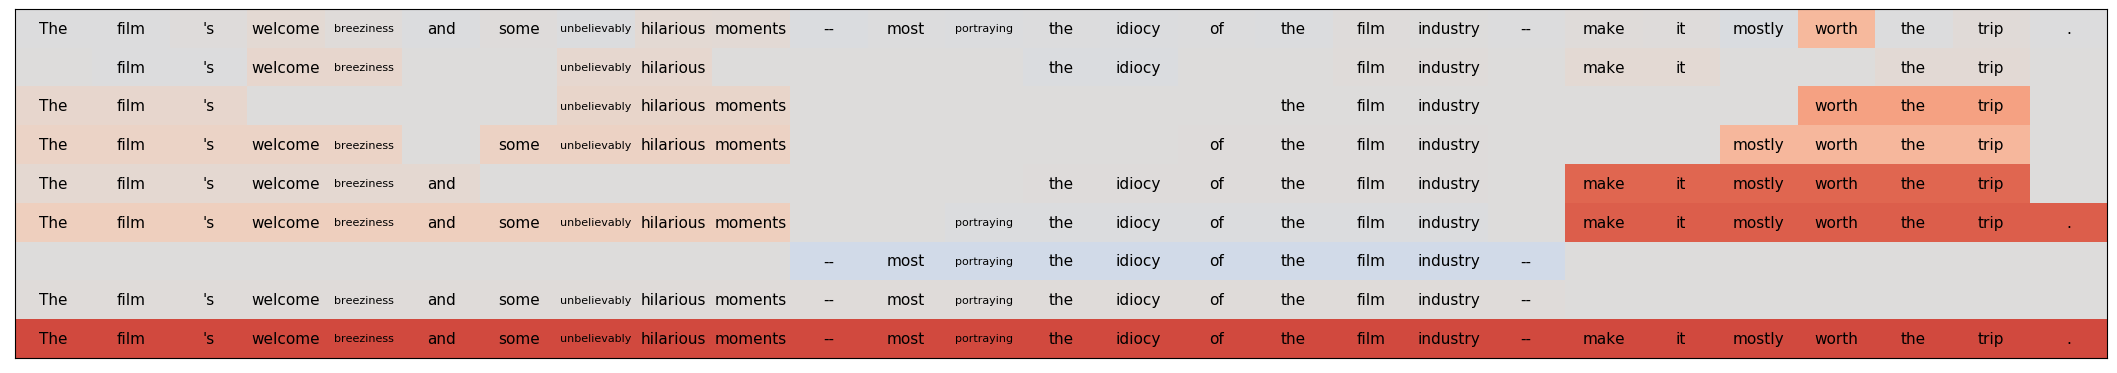 The film 's welcome breeziness and some unbelievably hilarious moments -- most portraying the idiocy of the film industry -- make it mostly worth the trip .
film 's welcome breeziness unbelievably hilarious the idiocy film industry make it the trip
The film 's unbelievably hilarious moments the film industry worth the trip
The film 's welcome breeziness some unbelievably hilarious moments of the film industry mostly worth the trip
The film 's welcome breeziness and the idiocy of the film industry make it mostly worth the trip
The film 's welcome breeziness and some unbelievably hilarious moments portraying the idiocy of the film industry make it mostly worth the trip .
-- most portraying the idiocy of the film industry --
The film 's welcome breeziness and some unbelievably hilarious moments -- most portraying the idiocy of the film industry --
The film 's welcome breeziness and some unbelievably hilarious moments -- most portraying the idiocy of the film industry -- make it mostly worth the trip .